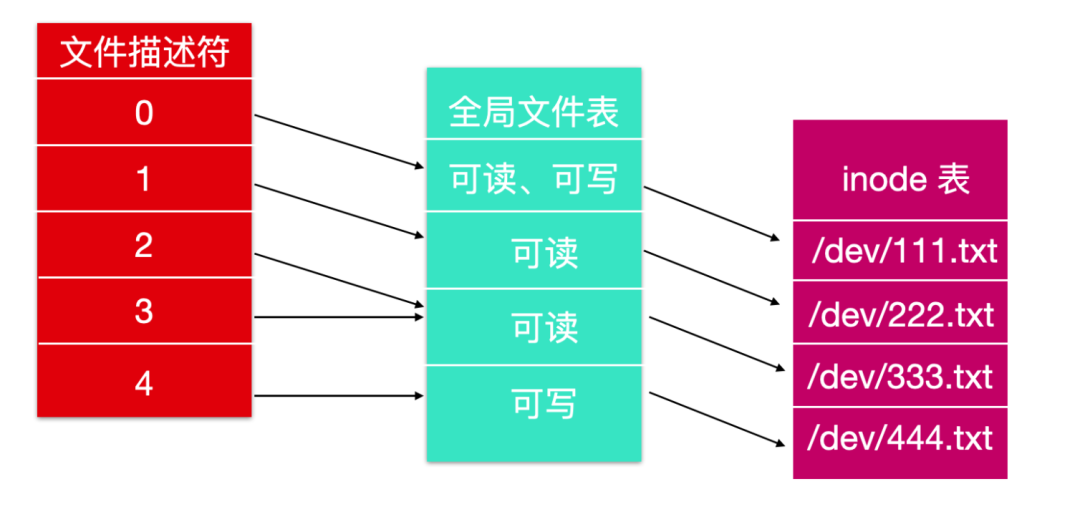 文件描述符
0
1
2
3
4
全局文件表
可读、可写
可读
可读
可写
inode 表
/dev/111.txt
/dev/222.txt
/dev/333.txt
/dev/444.txt